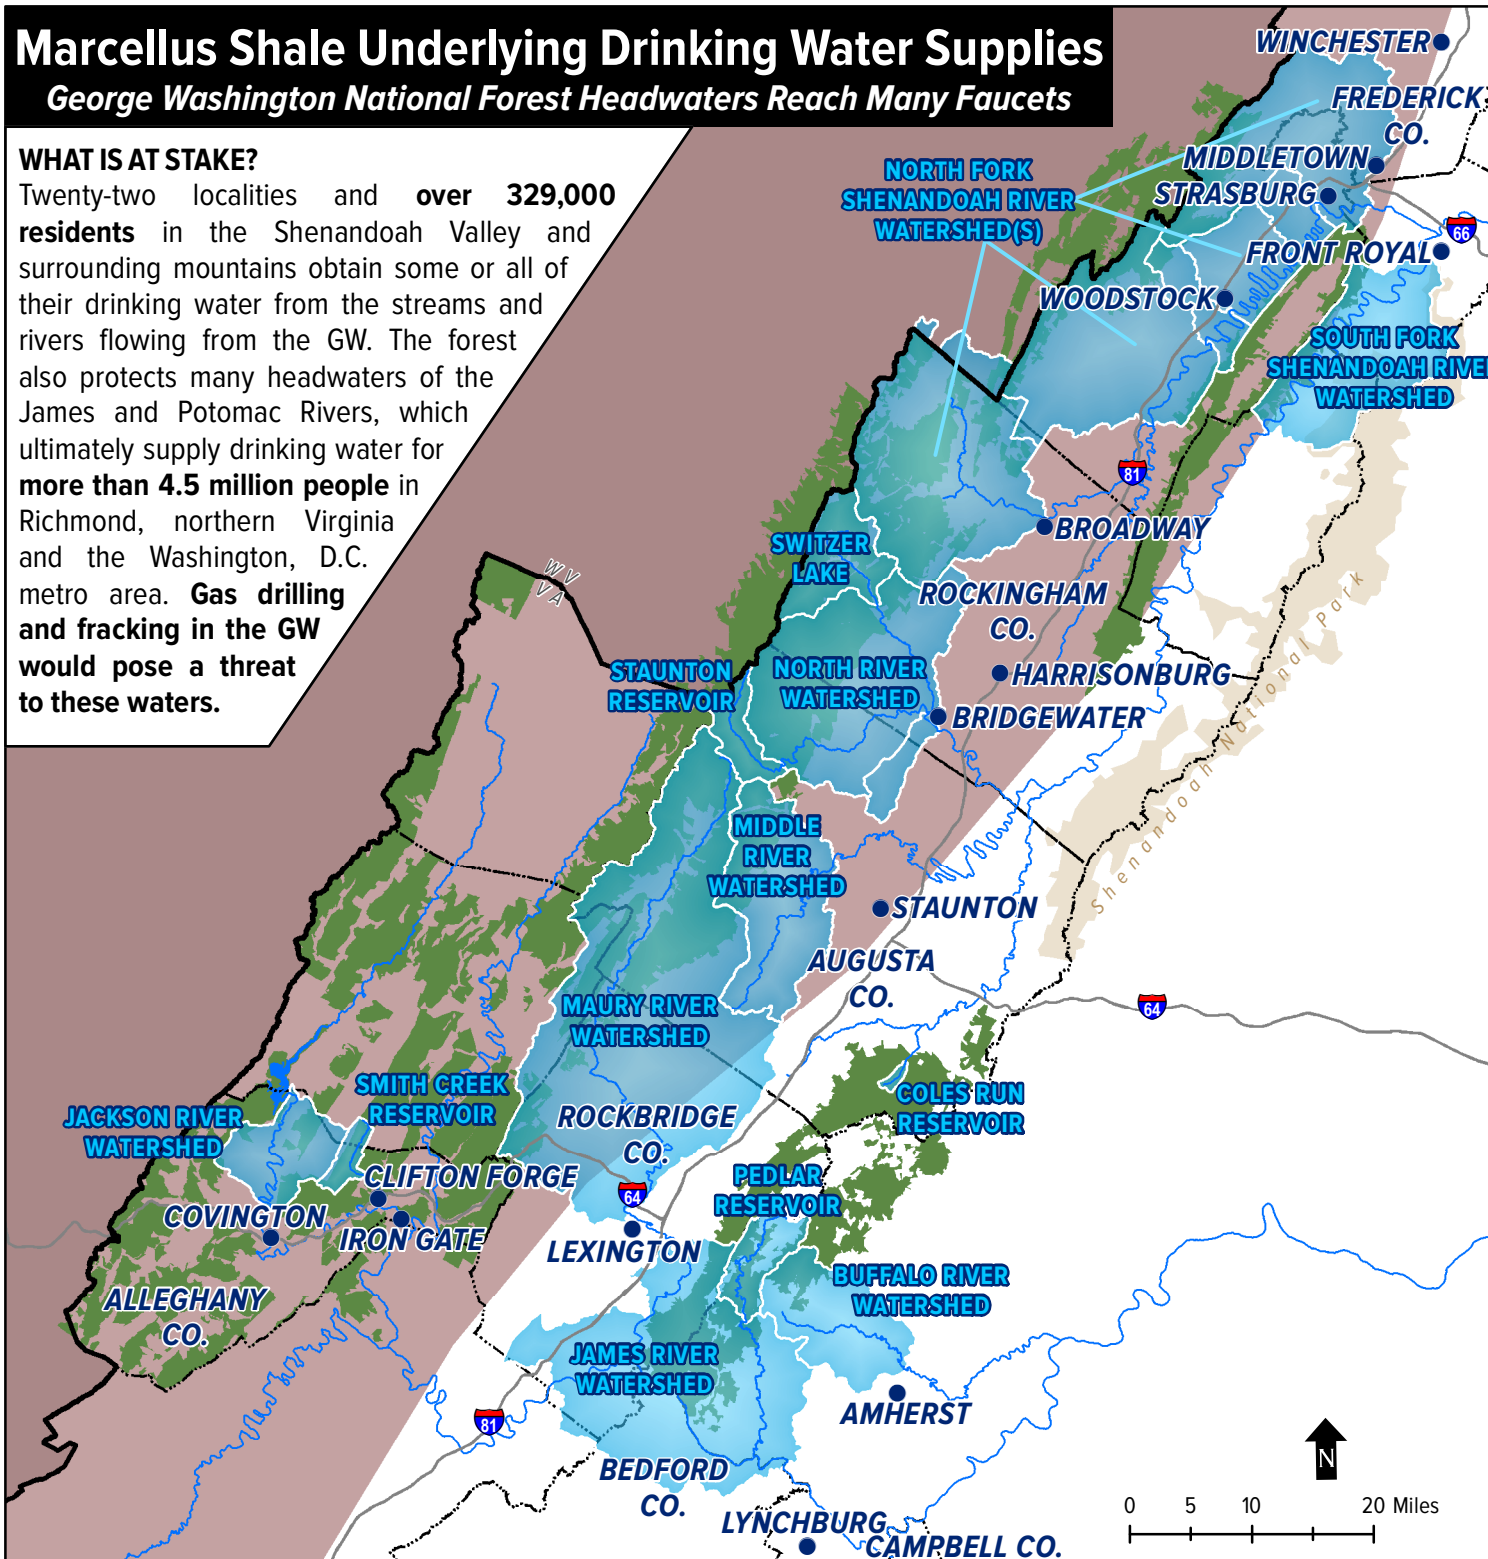 Marcellus Shale Underlying Drinking Water Supplies
George Washington National Forest Headwaters Reach Many Faucets
WHAT IS AT STAKE?
Twenty-two localities and over 329,000
residents in the Shenandoah Valley and
surrounding mountains obtain some or all of
their drinking water from the streams and
rivers flowing from the GW. The forest
also protects many headwaters of the
James and Potomac Rivers, which
ultimately supply drinking water for
more than 4.5 million people in
Richmond, northern Virginia
and the Washington, D.C.
metro area. Gas drilling
and fracking in the GW
would pose a threat
to these waters.
WINCHESTER
FREDERICK
CO.
MIDDLETOWN
STRASBURG
NORTH FORK
SHENANDOAH RIVER
WATERSHED(S)
66
FRONT ROYAL
WOODSTOCK
SOUTH FORK
SHENANDOAH RIVER
WATERSHED
81
BROADWAY
SWITZER
LAKE
WV
VA
ROCKINGHAM
CO.
Shenandoah National Park
HARRISONBURG
STAUNTON
RESERVOIR
NORTH RIVER
WATERSHED
BRIDGEWATER
MIDDLE
RIVER
WATERSHED
STAUNTON
AUGUSTA
CO.
MAURY RIVER
WATERSHED
64
SMITH CREEK
RESERVOIR
COLES RUN
RESERVOIR
JACKSON RIVER
WATERSHED
ROCKBRIDGE
CO.
CLIFTON FORGE
PEDLAR
RESERVOIR
64
COVINGTON
IRON GATE
LEXINGTON
BUFFALO RIVER
WATERSHED
ALLEGHANY
CO.
JAMES RIVER
WATERSHED
AMHERST
81
BEDFORD
CO.
N
0 5 10 20 Miles
LYNCHBURG
CAMPBELL CO.